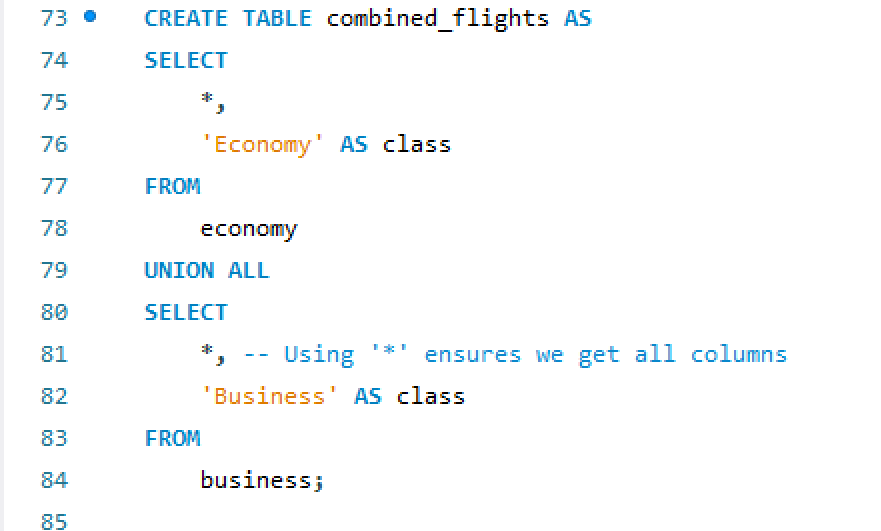 73 CREATE TABLE combined_flights AS
74 SELECT
75 *,
76 'Economy' AS class
77 FROM
78 economy
79 UNION ALL
80 SELECT
81 *, -- Using '*' ensures we get all columns
82 'Business' AS class
83 FROM
84 business;
85